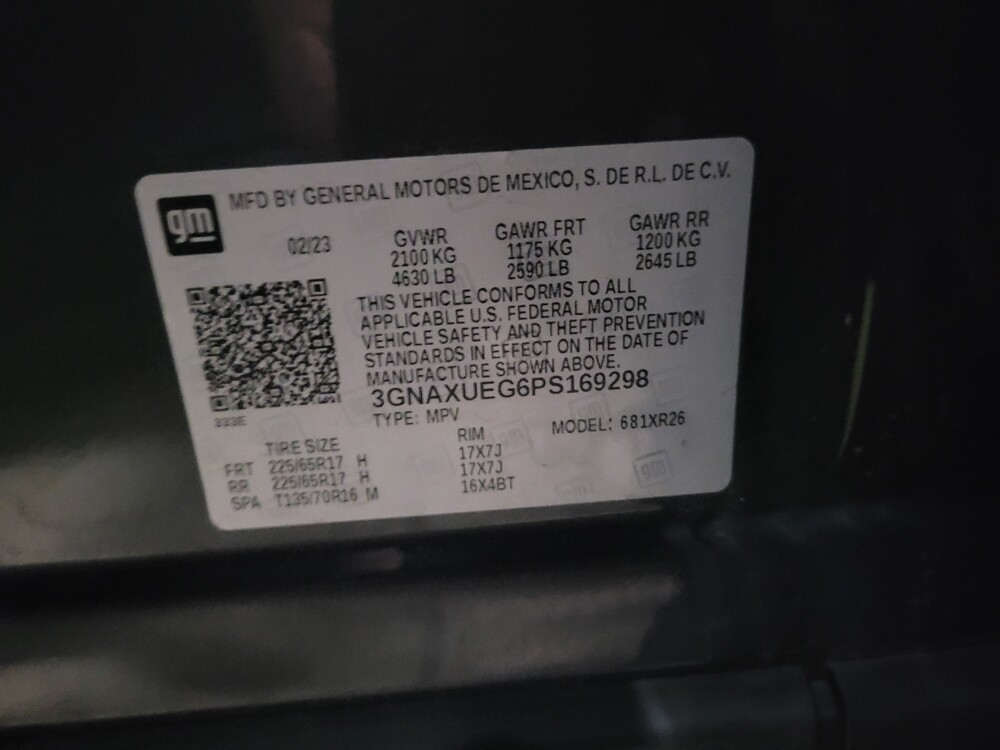 gm
MFD BY GENERAL MOTORS DE MEXICO, S. DE R.L. DE C.V.
02/23 GVWR GAWR FRT GAWR RR
2100 KG 1175 KG 1200 KG
4630 LB 2590 LB 2645 LB
THIS VEHICLE CONFORMS TO ALL
APPLICABLE U.S. FEDERAL MOTOR
VEHICLE SAFETY AND THEFT PREVENTION
STANDARDS IN EFFECT ON THE DATE OF
MANUFACTURE SHOWN ABOVE.
3GNAXUEG6PS169298
TYPE: MPV MODEL: 681XR26
TIRE SIZE RIM
FRT 225/65R17 H 17X7J
RR 225/65R17 H 17X7J
SPA T135/70R16 M 16X4BT
gm